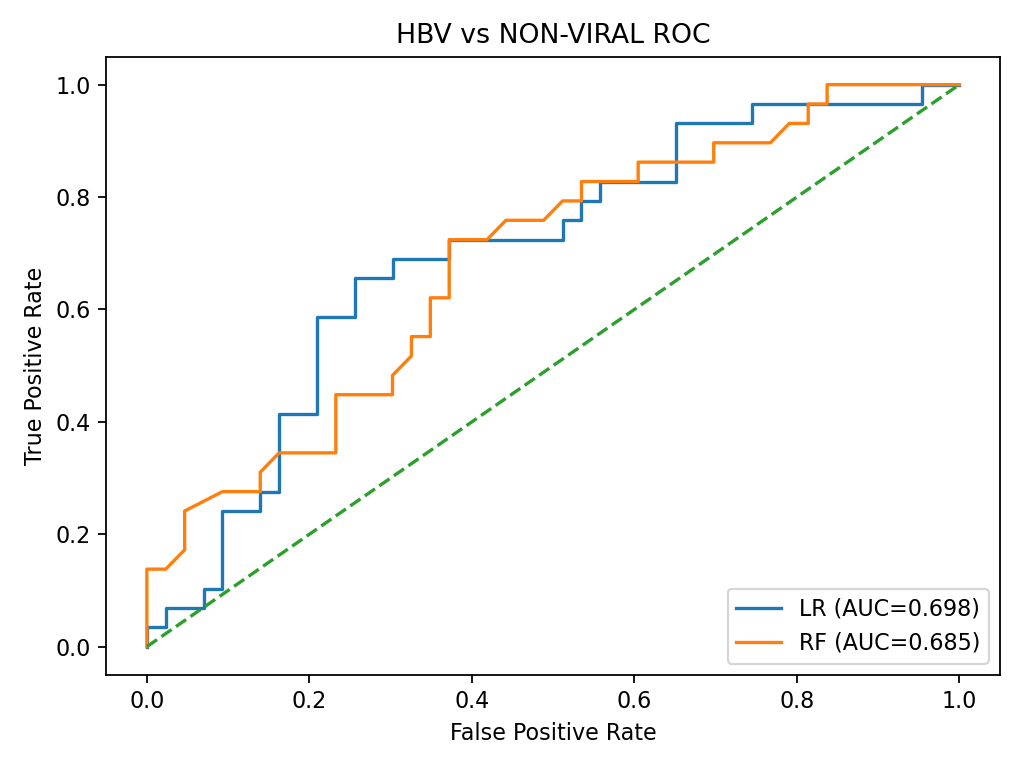 HBV vs NON-VIRAL ROC
True Positive Rate
1.0
0.8
0.6
0.4
0.2
0.0
0.0 0.2 0.4 0.6 0.8 1.0
False Positive Rate
LR (AUC=0.698)
RF (AUC=0.685)